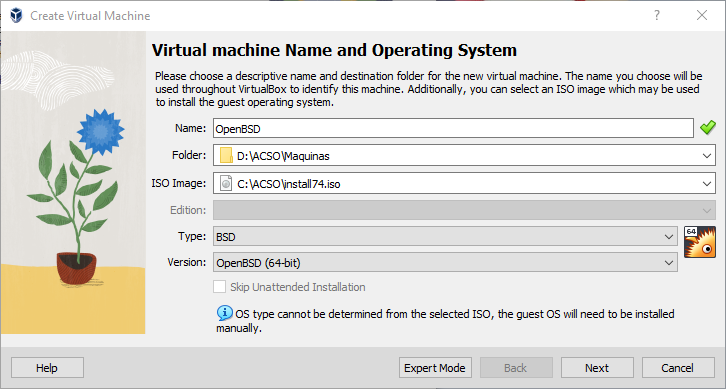 Create Virtual Machine
? ×
Virtual machine Name and Operating System
Please choose a descriptive name and destination folder for the new virtual machine. The name you choose will be
used throughout VirtualBox to identify this machine. Additionally, you can select an ISO image which may be used
to install the guest operating system.
Name: OpenBSD
Folder: D:\ACSO\Maquinas
ISO Image: C:\ACSO\install74.iso
Edition:
Type: BSD
64
Version: OpenBSD (64-bit)
Skip Unattended Installation
OS type cannot be determined from the selected ISO, the guest OS will need to be installed
manually.
Help Expert Mode Back Next Cancel